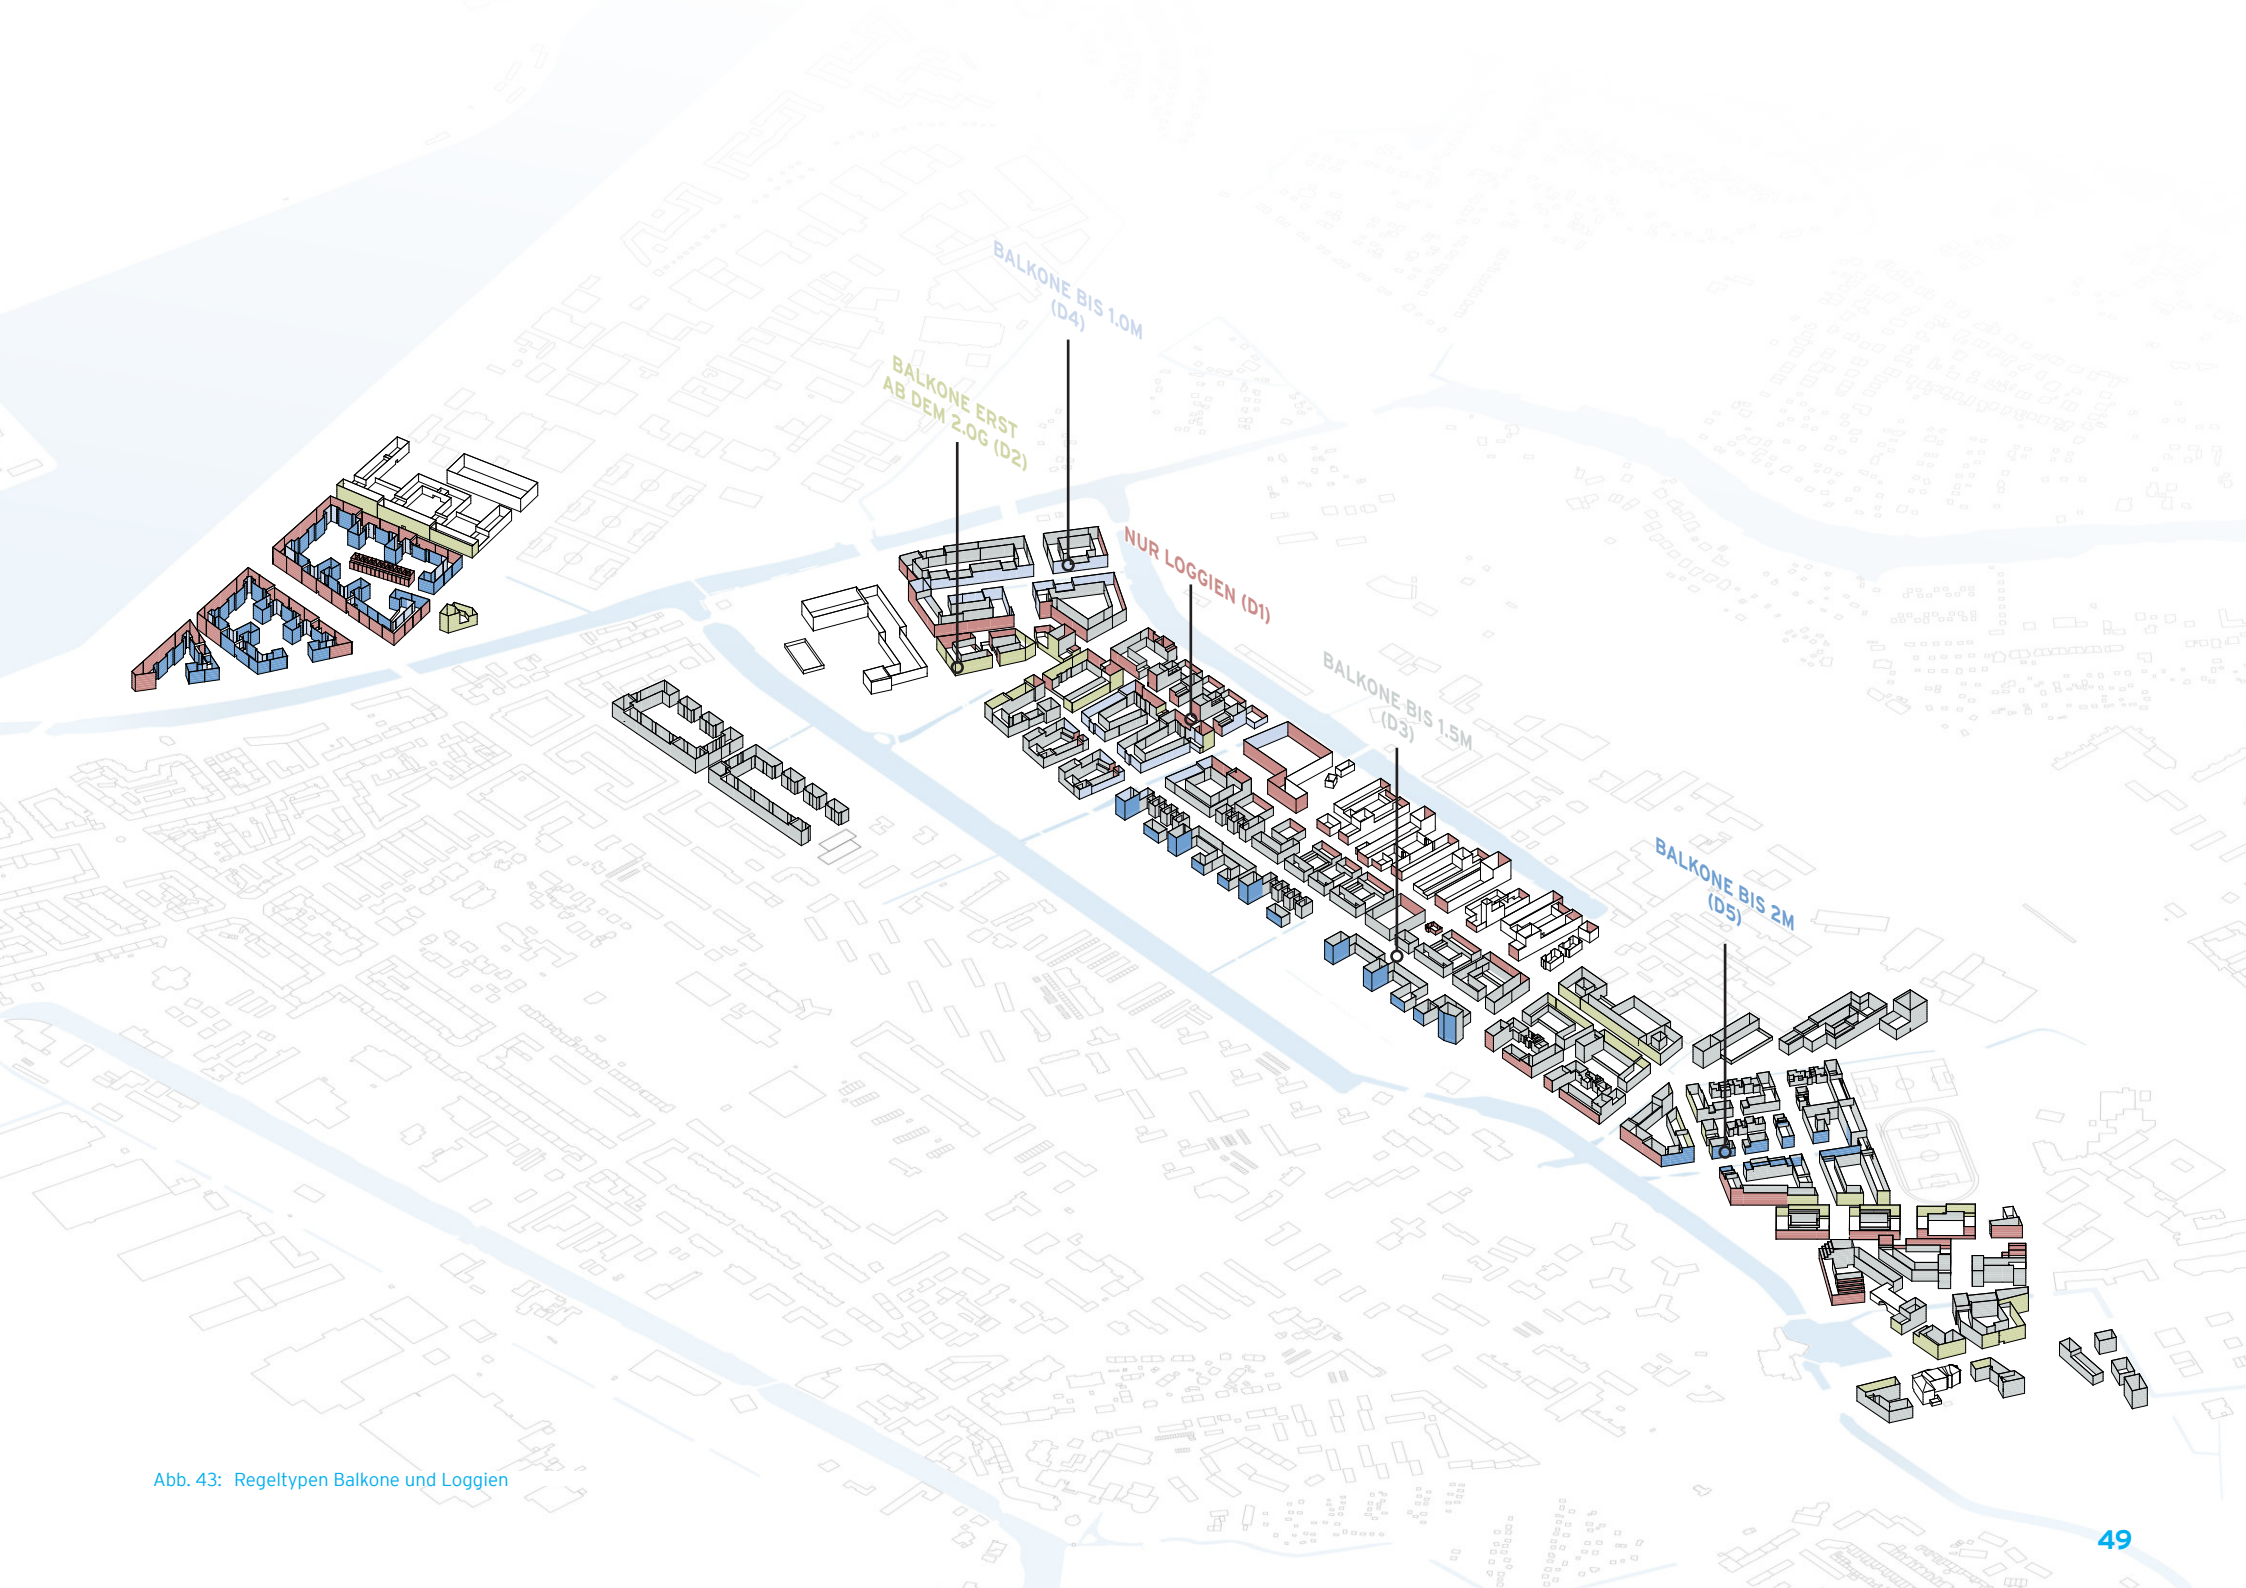 BALKONE BIS 1.0M
(D4)
BALKONE ERST
AB DEM 2.OG (D2)
NUR LOGGIEN (D1)
BALKONE BIS 1.5M
(D3)
BALKONE BIS 2M
(D5)
Abb. 43: Regeltypen Balkone und Loggien
49